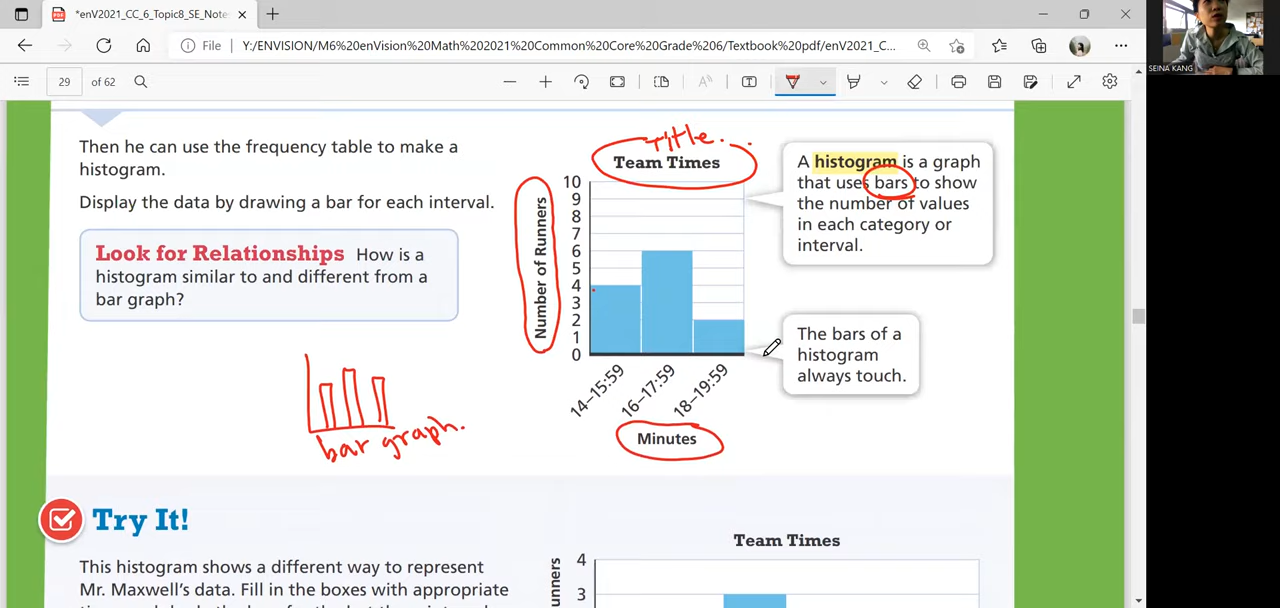 *enV2021_CC_6_Topic8_SE_Note
File
Y:/ENVISION/M6%20enVision%20Math%202021%20Common%20Core%20Grade%206/Textbook%20pdf/enV2021_C...
SEINA KANG
29
of 62
Then he can use the frequency table to make a
histogram.
Display the data by drawing a bar for each interval.
Look for Relationships How is a
histogram similar to and different from a
bar graph?
bar graph.
Title.
Team Times
Number of Runners
10
9
8
7
6
5
4
3
2
1
0
14–15:59
16–17:59
18–19:59
Minutes
A histogram is a graph
that uses bars to show
the number of values
in each category or
interval.
The bars of a
histogram
always touch.
Try It!
This histogram shows a different way to represent
Mr. Maxwell's data. Fill in the boxes with appropriate
Team Times
4
3
unners